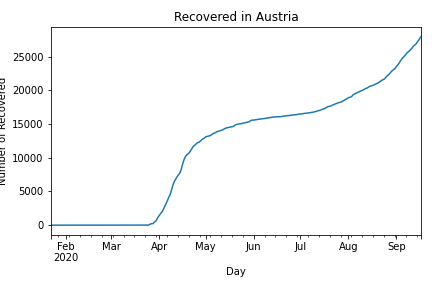 Recovered in Austria
Number of Recovered
25000
20000
15000
10000
5000
0
Feb
2020
Mar
Apr
May
Jun
Jul
Aug
Sep
Day